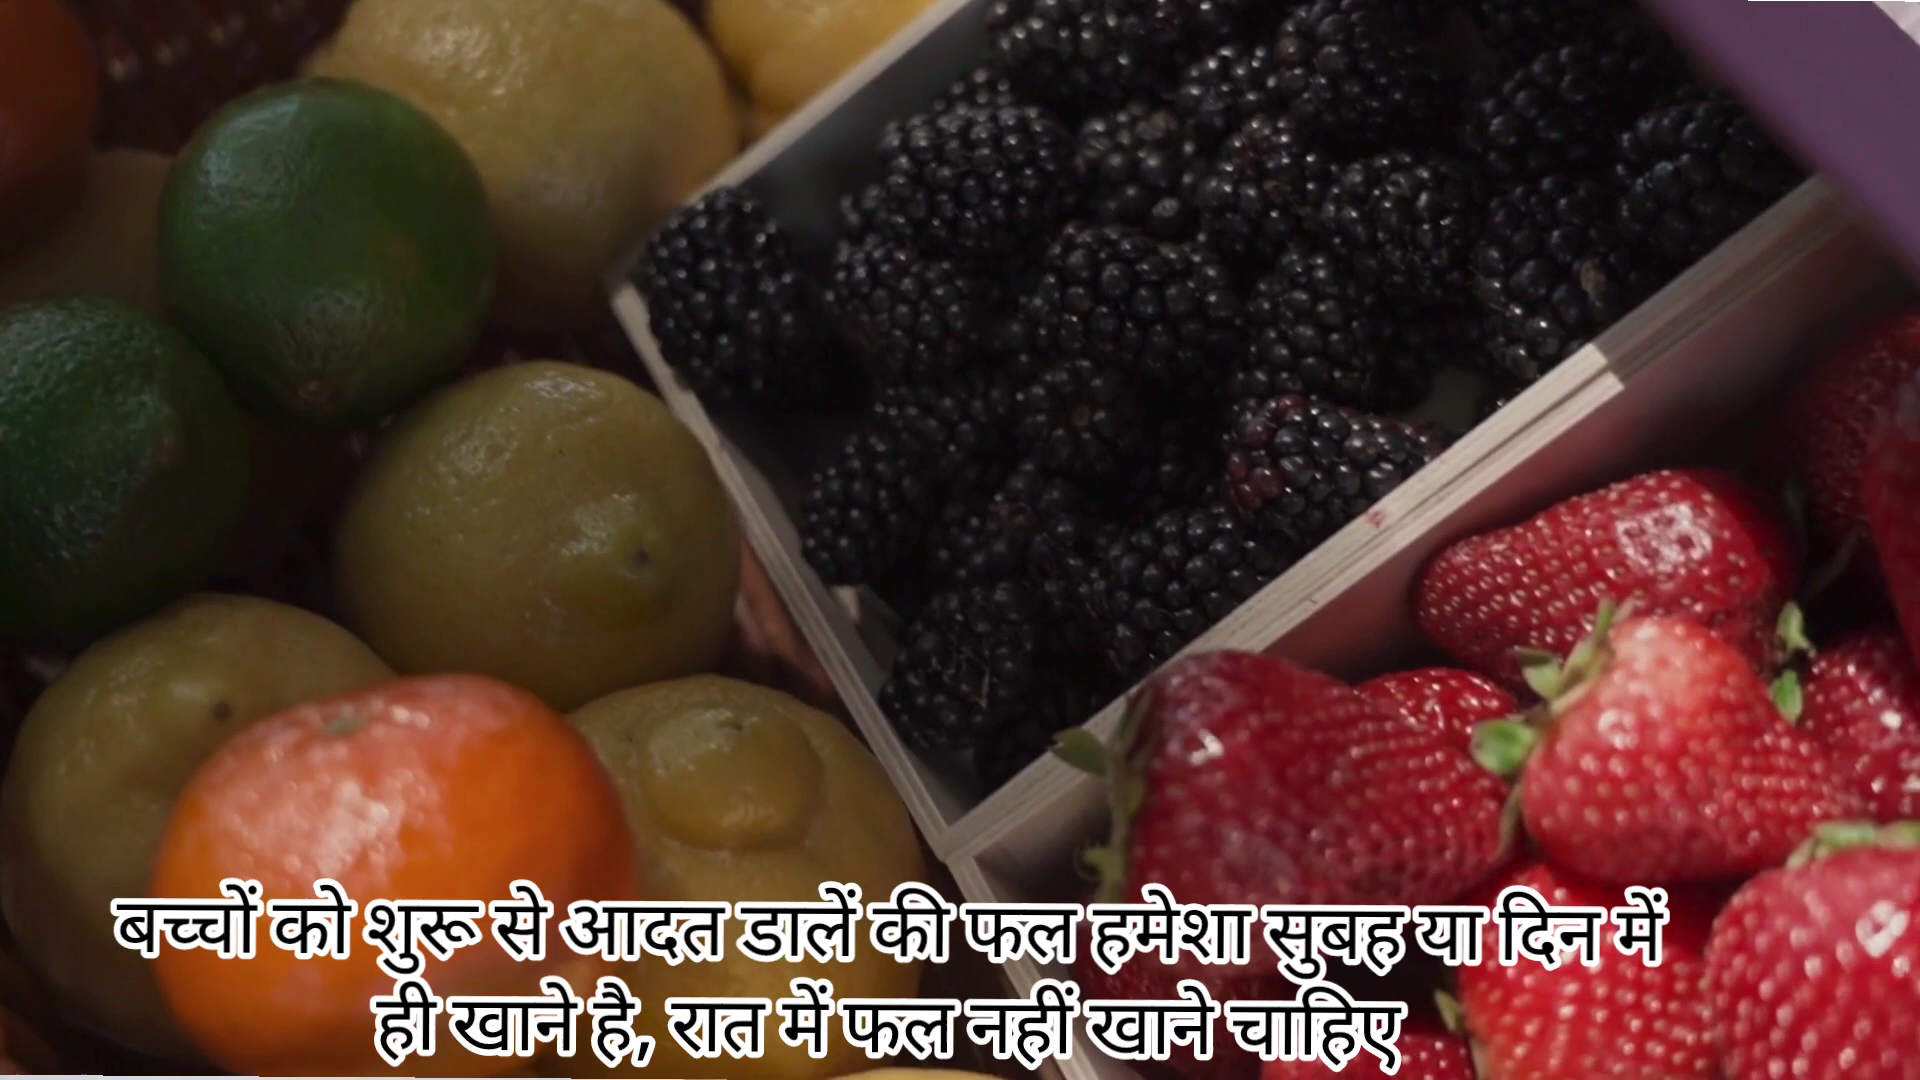 बच्चों को शुरू से आदत डालें की फल हमेशा सुबह या दिन में
ही खाने है, रात में फल नहीं खाने चाहिए